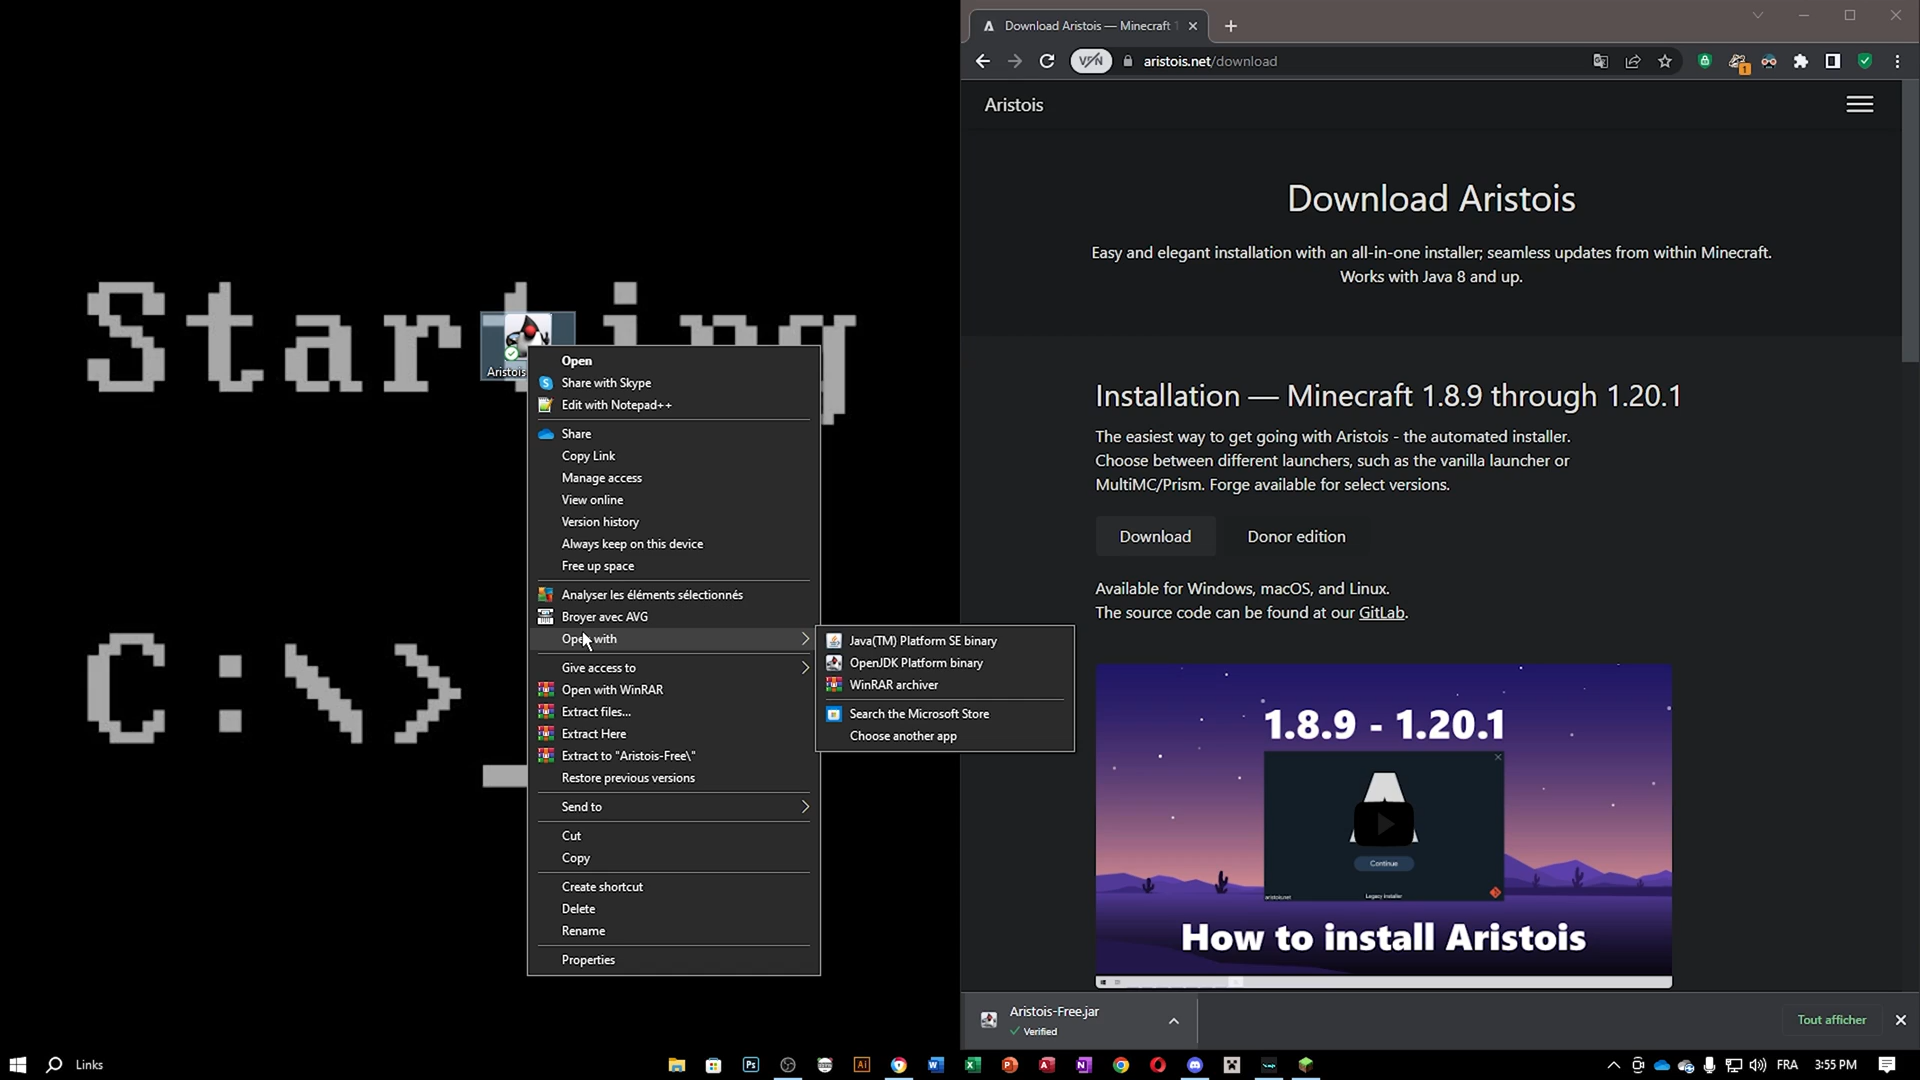 Starting
C:\>_
Aristois
Open
Share with Skype
Edit with Notepad++
Share
Copy Link
Manage access
View online
Version history
Always keep on this device
Free up space
Analyser les éléments sélectionnés
Broyer avec AVG
Open with
Give access to
Open with WinRAR
Extract files...
Extract Here
Extract to "Aristois-Free\"
Restore previous versions
Send to
Cut
Copy
Create shortcut
Delete
Rename
Properties
Java(TM) Platform SE binary
OpenJDK Platform binary
WinRAR archiver
Search the Microsoft Store
Choose another app
Download Aristois — Minecraft 1
VPN
aristois.net/download
1
Aristois
Download Aristois
Easy and elegant installation with an all-in-one installer; seamless updates from within Minecraft.
Works with Java 8 and up.
Installation — Minecraft 1.8.9 through 1.20.1
The easiest way to get going with Aristois - the automated installer.
Choose between different launchers, such as the vanilla launcher or
MultiMC/Prism. Forge available for select versions.
Download
Donor edition
Available for Windows, macOS, and Linux.
The source code can be found at our GitLab.
1.8.9 - 1.20.1
Continue
aristois.net
Legacy Installer
How to install Aristois
Aristois-Free.jar
Verified
Tout afficher
Links
FRA
3:55 PM